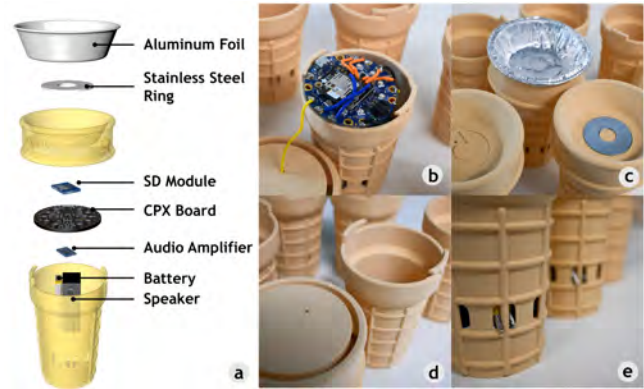 Aluminum Foil
Stainless Steel
Ring
SD Module
CPX Board
Audio Amplifier
Battery
Speaker
a
b
c
d
e